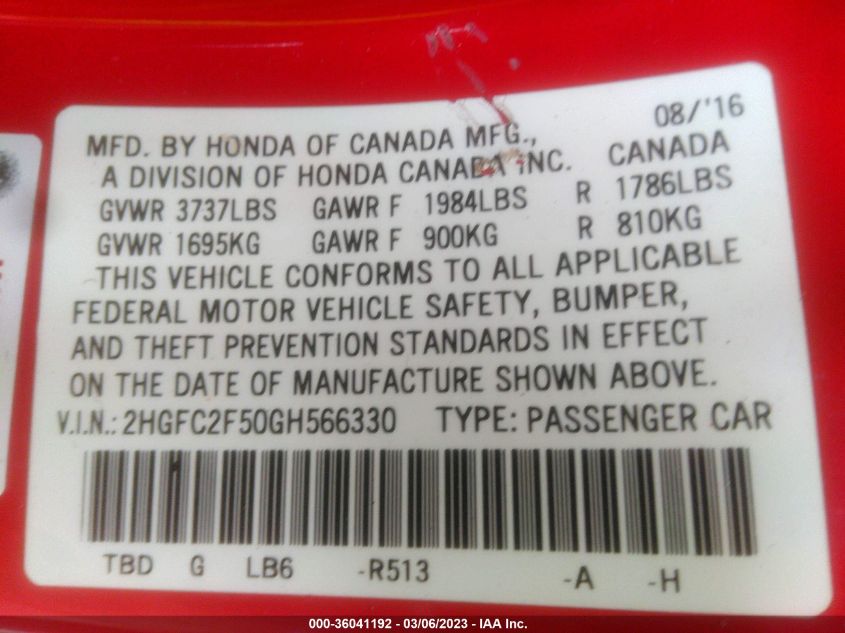 08/'16
MFD. BY HONDA OF CANADA MFG.,
A DIVISION OF HONDA CANADA INC. CANADA
GVWR 3737LBS GAWR F 1984LBS R 1786LBS
GVWR 1695KG GAWR F 900KG R 810KG
THIS VEHICLE CONFORMS TO ALL APPLICABLE
FEDERAL MOTOR VEHICLE SAFETY, BUMPER,
AND THEFT PREVENTION STANDARDS IN EFFECT
ON THE DATE OF MANUFACTURE SHOWN ABOVE.
V.I.N.: 2HGFC2F50GH566330 TYPE: PASSENGER CAR
TBD G LB6 -R513 -A -H
000-36041192 - 03/06/2023 - IAA Inc.